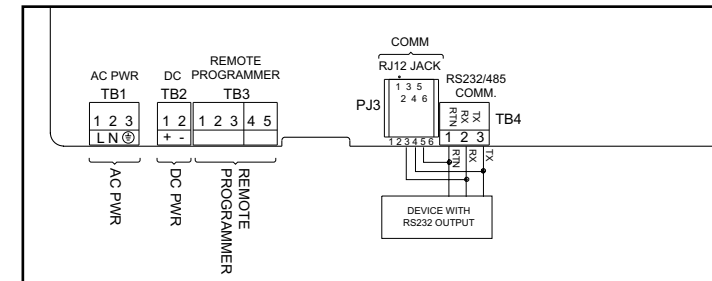 COMM
RJ12 JACK
REMOTE
PROGRAMMER
AC PWR
DC
RS232/485
COMM.
TB1
TB2
TB3
PJ3
TB4
1 3 5
2 4 6
RTN RX TX
1 2 3
1 2
1 2 3 4 5
1 2 3
L N
+ -
1 2 3 4 5 6
RTN
RX
TX
AC PWR
DC PWR
REMOTE
PROGRAMMER
DEVICE WITH
RS232 OUTPUT